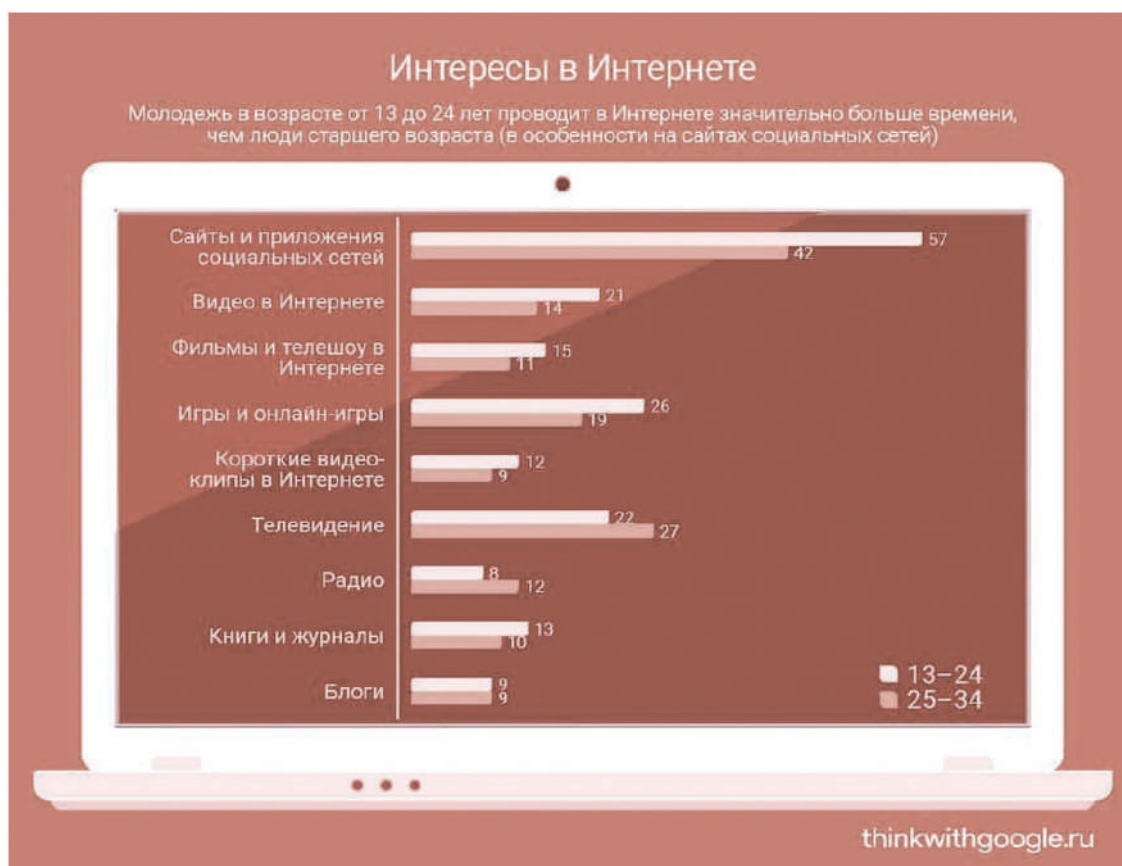 Интересы в Интернете
Молодежь в возрасте от 13 до 24 лет проводит в Интернете значительно больше времени,
чем люди старшего возраста (в особенности на сайтах социальных сетей)
Сайты и приложения
социальных сетей
57
42
Видео в Интернете
21
14
Фильмы и телешоу в
Интернете
15
11
Игры и онлайн-игры
26
19
Короткие видео-
клипы в Интернете
12
9
Телевидение
22
27
Радио
8
12
Книги и журналы
13
10
Блоги
9
9
13–24
25–34
thinkwithgoogle.ru